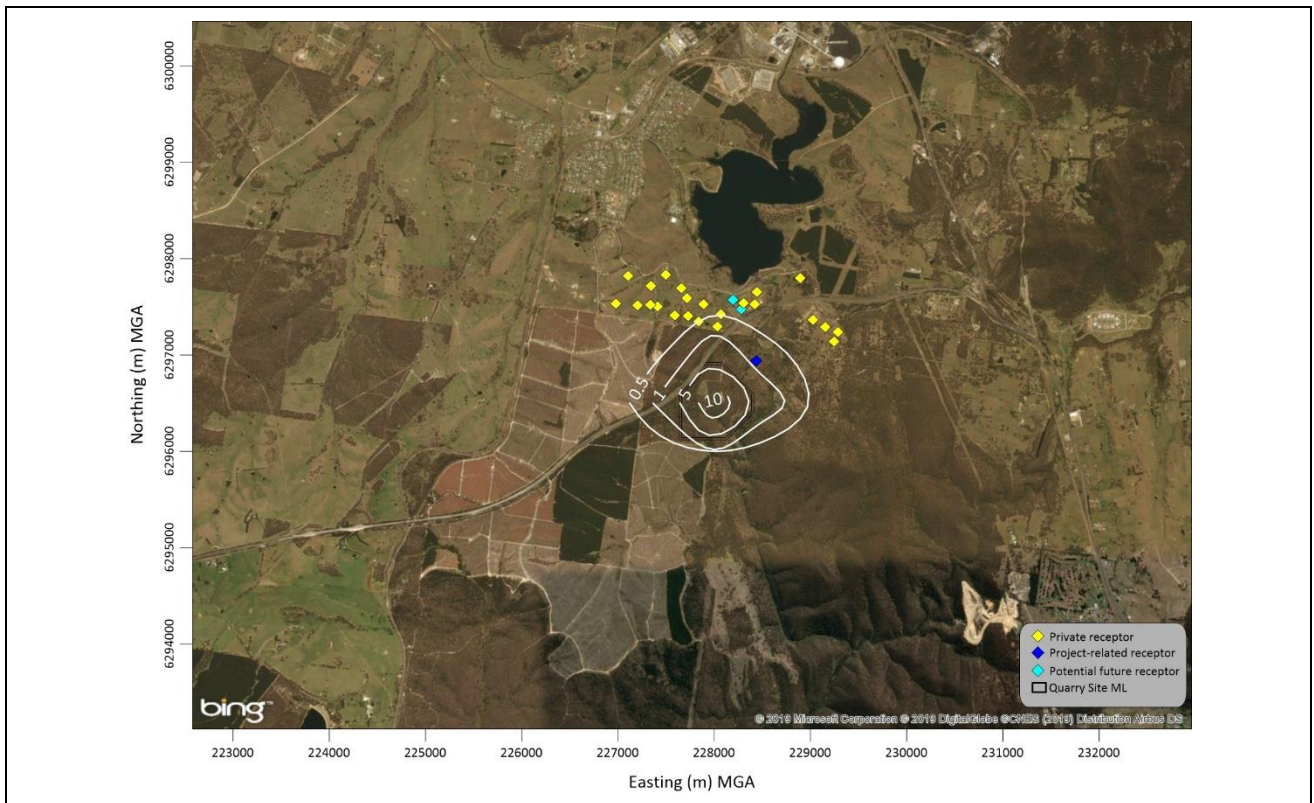 6300000
6299000
6298000
6297000
6296000
6295000
6294000
Northing (m) MGA
0.5
1
5
10
Private receptor
Project-related receptor
Potential future receptor
Quarry Site ML
bing™
© 2019 Microsoft Corporation © 2019 DigitalGlobe ©CNES (2019) Distribution Airbus DS
223000 224000 225000 226000 227000 228000 229000 230000 231000 232000
Easting (m) MGA